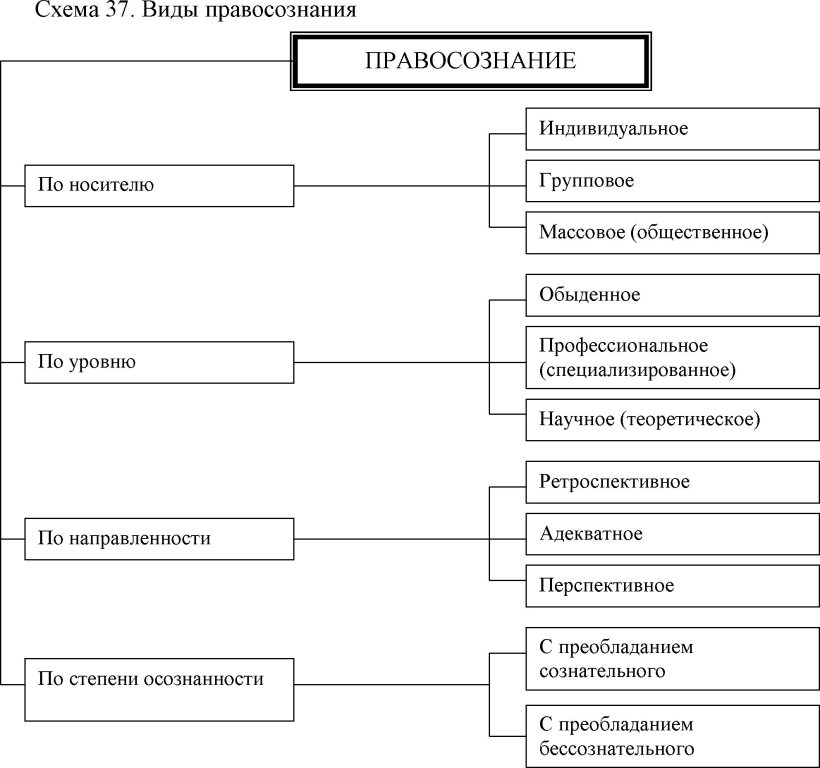 Схема 37. Виды правосознания
ПРАВОСОЗНАНИЕ
По носителю
Индивидуальное
Групповое
Массовое (общественное)
По уровню
Обыденное
Профессиональное
(специализированное)
Научное (теоретическое)
По направленности
Ретроспективное
Адекватное
Перспективное
По степени осознанности
С преобладанием
сознательного
С преобладанием
бессознательного